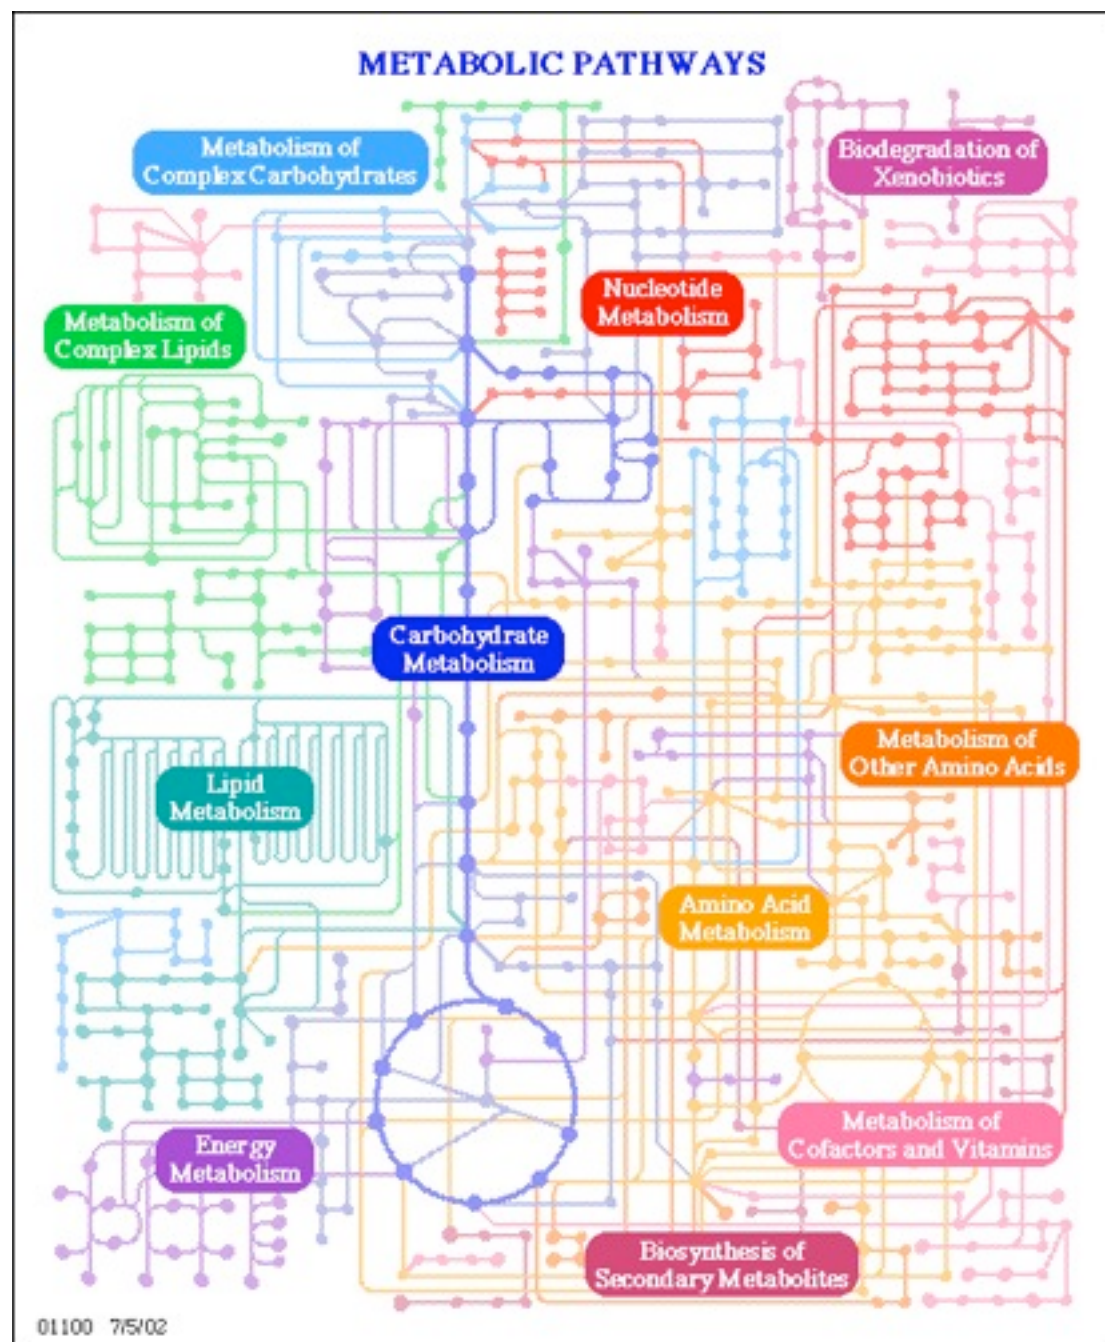 METABOLIC PATHWAYS
Metabolism of
Complex Carbohydrates
Biodegradation of
Xenobiotics
Nucleotide
Metabolism
Metabolism of
Complex Lipids
Carbohydrate
Metabolism
Metabolism of
Other Amino Acids
Lipid
Metabolism
Amino Acid
Metabolism
Metabolism of
Cofactors and Vitamins
Energy
Metabolism
Biosynthesis of
Secondary Metabolites
01100 7/5/02